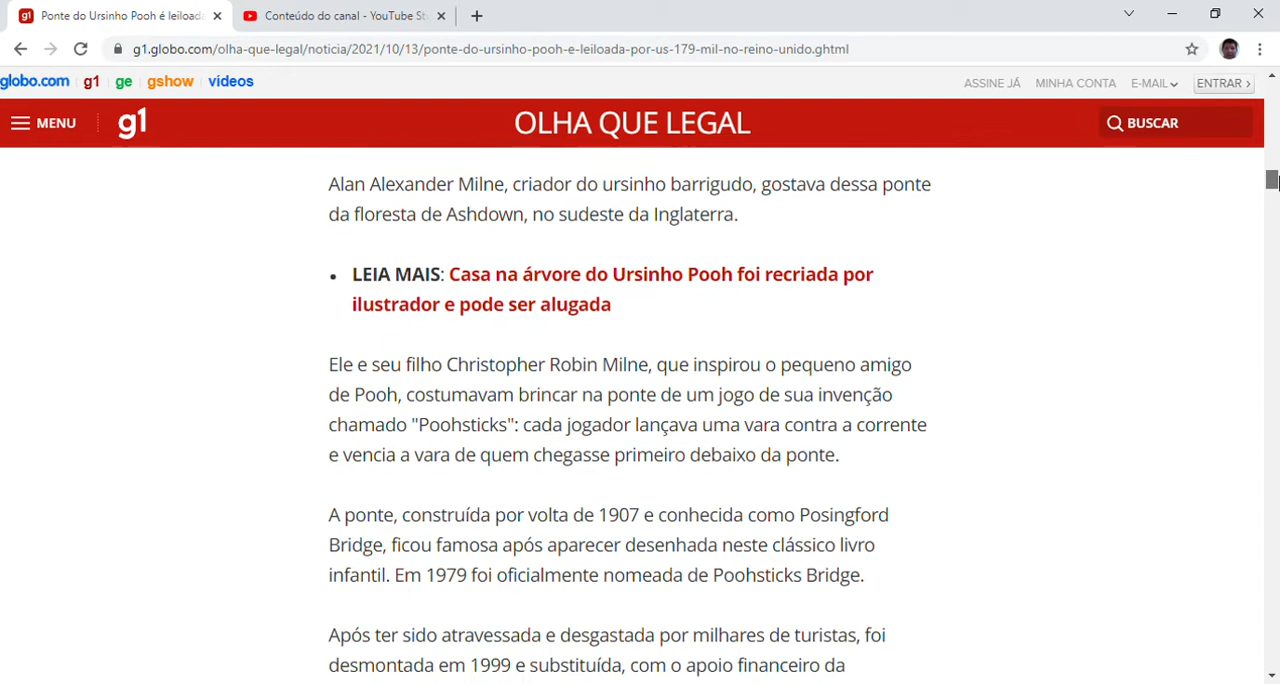 Ponte do Ursinho Pooh é leiloada
Conteúdo do canal - YouTube St
g1.globo.com/olha-que-legal/noticia/2021/10/13/ponte-do-ursinho-pooh-e-leiloada-por-us-179-mil-no-reino-unido.ghtml
globo.com g1 ge gshow vídeos ASSINE JÁ MINHA CONTA E-MAIL ENTRAR ›
MENU g1 OLHA QUE LEGAL BUSCAR
Alan Alexander Milne, criador do ursinho barrigudo, gostava dessa ponte
da floresta de Ashdown, no sudeste da Inglaterra.
• LEIA MAIS: Casa na árvore do Ursinho Pooh foi recriada por
ilustrador e pode ser alugada
Ele e seu filho Christopher Robin Milne, que inspirou o pequeno amigo
de Pooh, costumavam brincar na ponte de um jogo de sua invenção
chamado "Poohsticks": cada jogador lançava uma vara contra a corrente
e vencia a vara de quem chegasse primeiro debaixo da ponte.
A ponte, construída por volta de 1907 e conhecida como Posingford
Bridge, ficou famosa após aparecer desenhada neste clássico livro
infantil. Em 1979 foi oficialmente nomeada de Poohsticks Bridge.
Após ter sido atravessada e desgastada por milhares de turistas, foi
desmontada em 1999 e substituída, com o apoio financeiro da